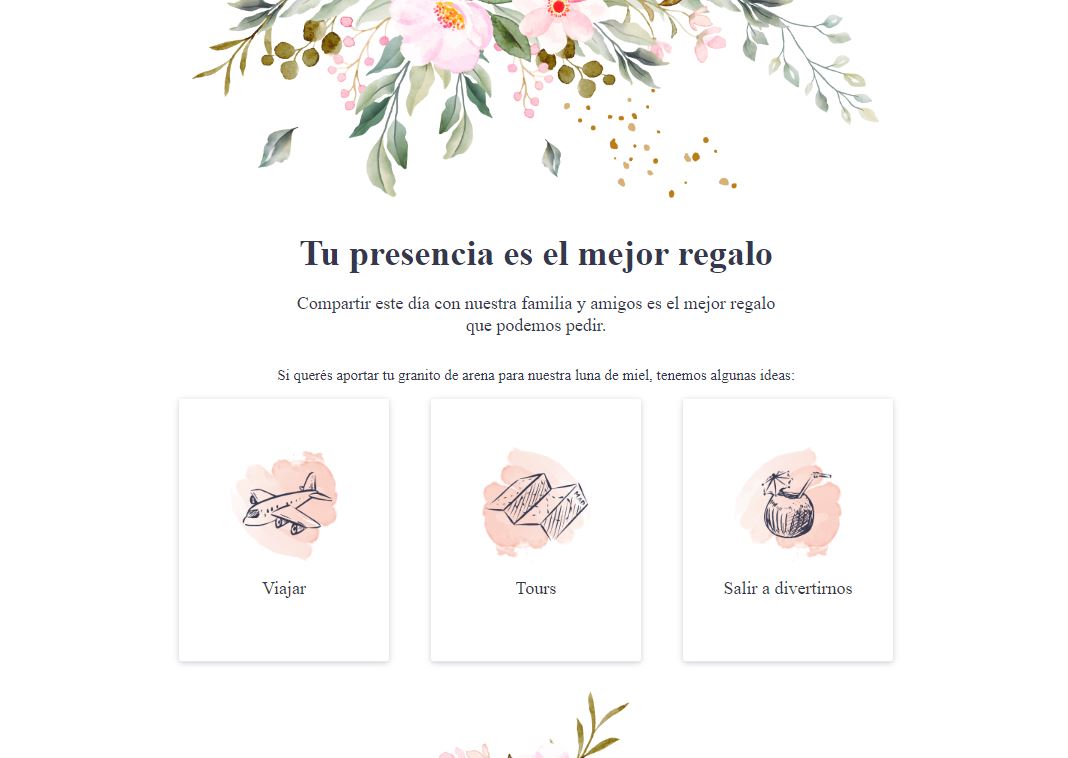 Tu presencia es el mejor regalo
Compartir este día con nuestra familia y amigos es el mejor regalo
que podemos pedir.
Si querés aportar tu granito de arena para nuestra luna de miel, tenemos algunas ideas:
MAP
Viajar
Tours
Salir a divertirnos